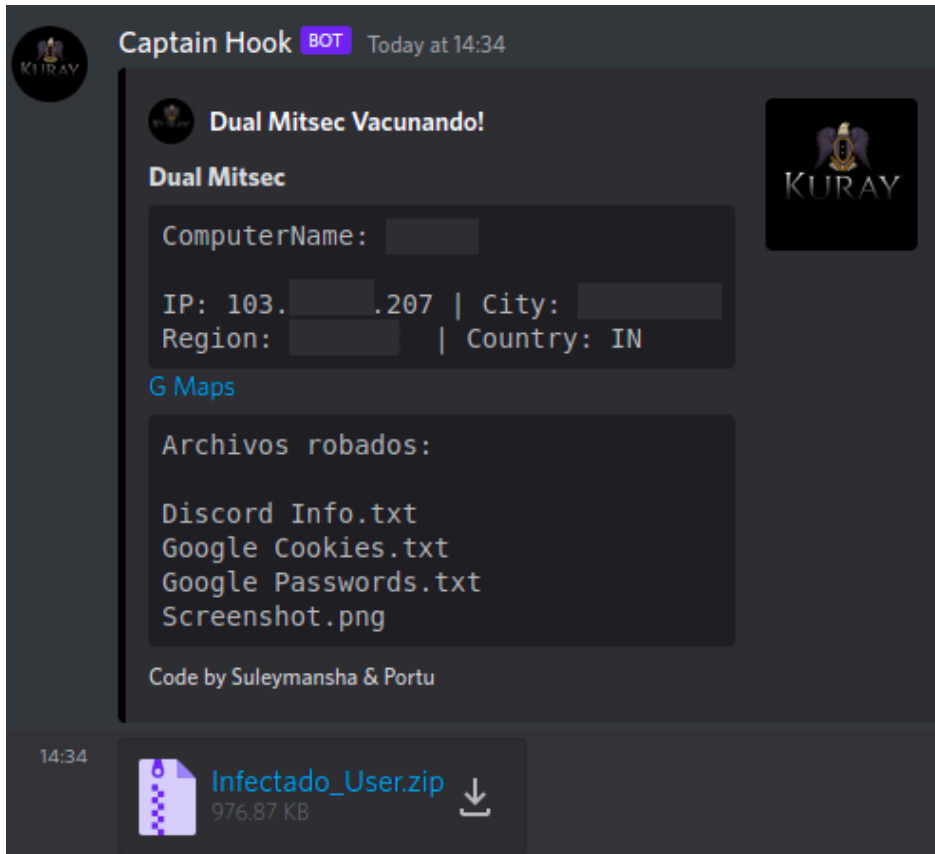 KURAY
Captain Hook BOT Today at 14:34
Dual Mitsec Vacunando!
KURAY
Dual Mitsec
ComputerName:
IP: 103. .207 | City:
Region: | Country: IN
G Maps
Archivos robados:
Discord Info.txt
Google Cookies.txt
Google Passwords.txt
Screenshot.png
Code by Suleymansha & Portu
14:34
Infectado_User.zip
976.87 KB